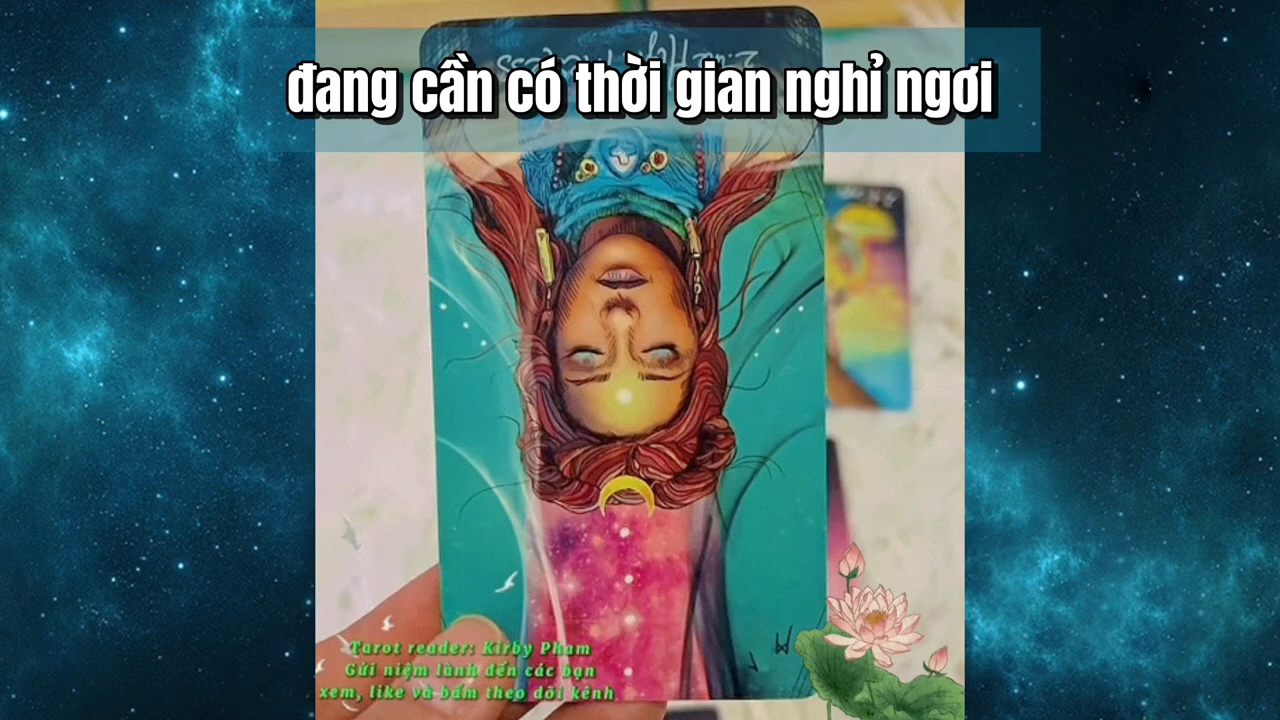 đang cần có thời gian nghỉ ngơi
Tarot reader: Kirby Pham
Gửi niệm lành đến các bạn
xem, like và bấm theo dõi kênh